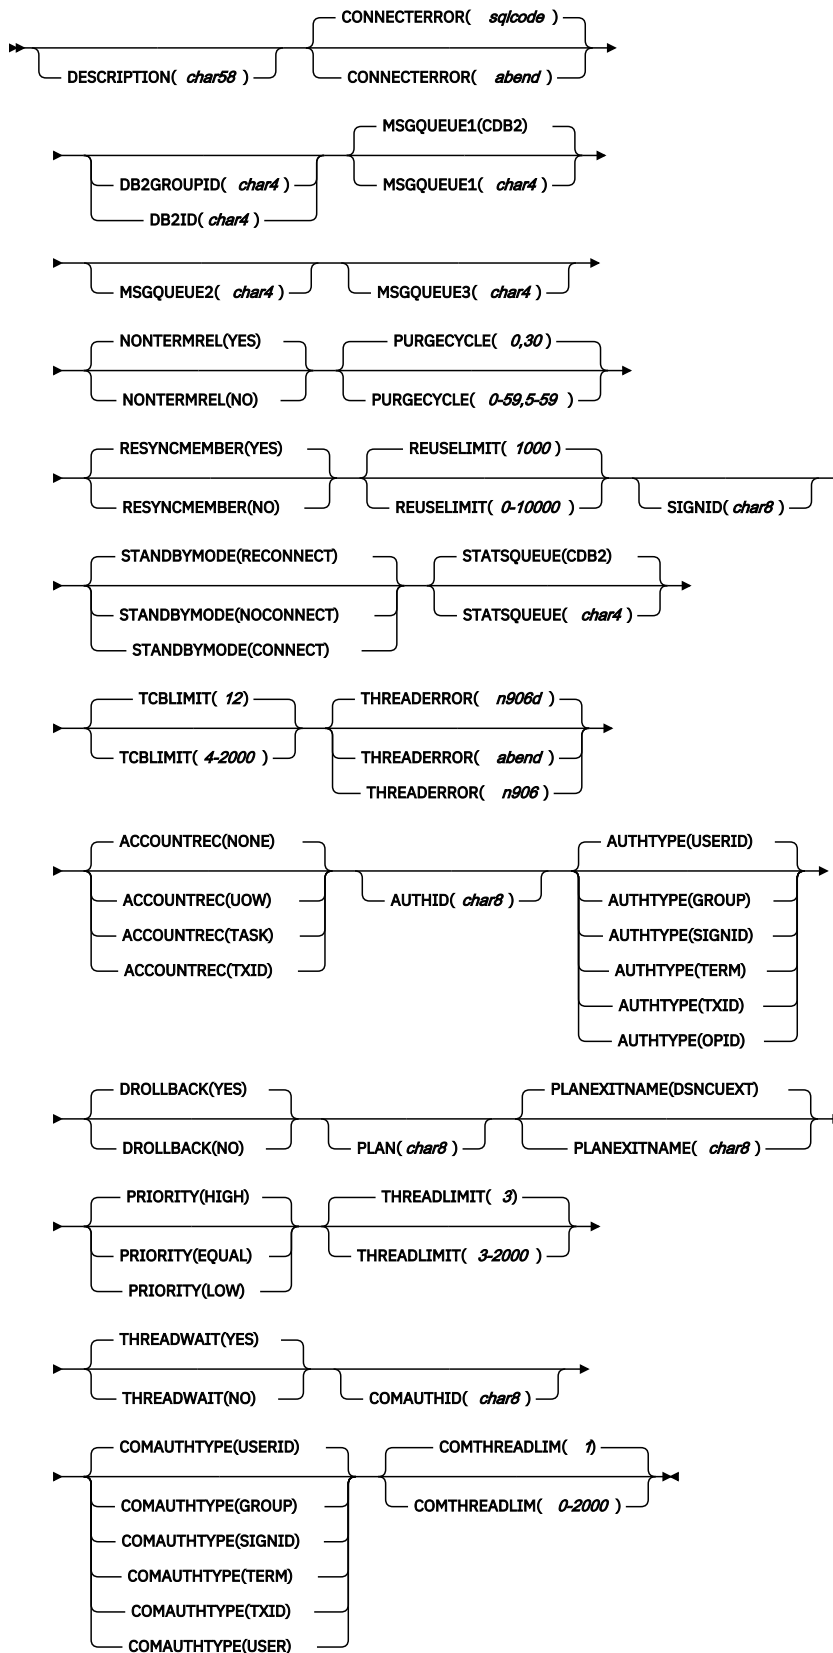 CONNECTERROR( sqlcode )
DESCRIPTION( char58 ) CONNECTERROR( abend )
MSGQUEUE1(CDB2)
DB2GROUPID( char4 ) MSGQUEUE1( char4 )
DB2ID( char4 )
MSGQUEUE2( char4 ) MSGQUEUE3( char4 )
NONTERMREL(YES) PURGECYCLE( 0,30 )
NONTERMREL(NO) PURGECYCLE( 0-59,5-59 )
RESYNCMEMBER(YES) REUSELIMIT( 1000 )
RESYNCMEMBER(NO) REUSELIMIT( 0-10000 ) SIGNID( char8 )
STANDBYMODE(RECONNECT) STATSQUEUE(CDB2)
STANDBYMODE(NOCONNECT) STATSQUEUE( char4 )
STANDBYMODE(CONNECT)
TCBLIMIT( 12) THREADERROR( n906d )
TCBLIMIT( 4-2000 ) THREADERROR( abend )
THREADERROR( n906 )
ACCOUNTREC(NONE) AUTHTYPE(USERID)
ACCOUNTREC(UOW) AUTHID( char8 ) AUTHTYPE(GROUP)
ACCOUNTREC(TASK) AUTHTYPE(SIGNID)
ACCOUNTREC(TXID) AUTHTYPE(TERM)
AUTHTYPE(TXID)
AUTHTYPE(OPID)
DROLLBACK(YES) PLANEXITNAME(DSNCUEXT)
DROLLBACK(NO) PLAN( char8 ) PLANEXITNAME( char8 )
PRIORITY(HIGH) THREADLIMIT( 3)
PRIORITY(EQUAL) THREADLIMIT( 3-2000 )
PRIORITY(LOW)
THREADWAIT(YES)
THREADWAIT(NO) COMAUTHID( char8 )
COMAUTHTYPE(USERID) COMTHREADLIM( 1)
COMAUTHTYPE(GROUP) COMTHREADLIM( 0-2000 )
COMAUTHTYPE(SIGNID)
COMAUTHTYPE(TERM)
COMAUTHTYPE(TXID)
COMAUTHTYPE(USER)